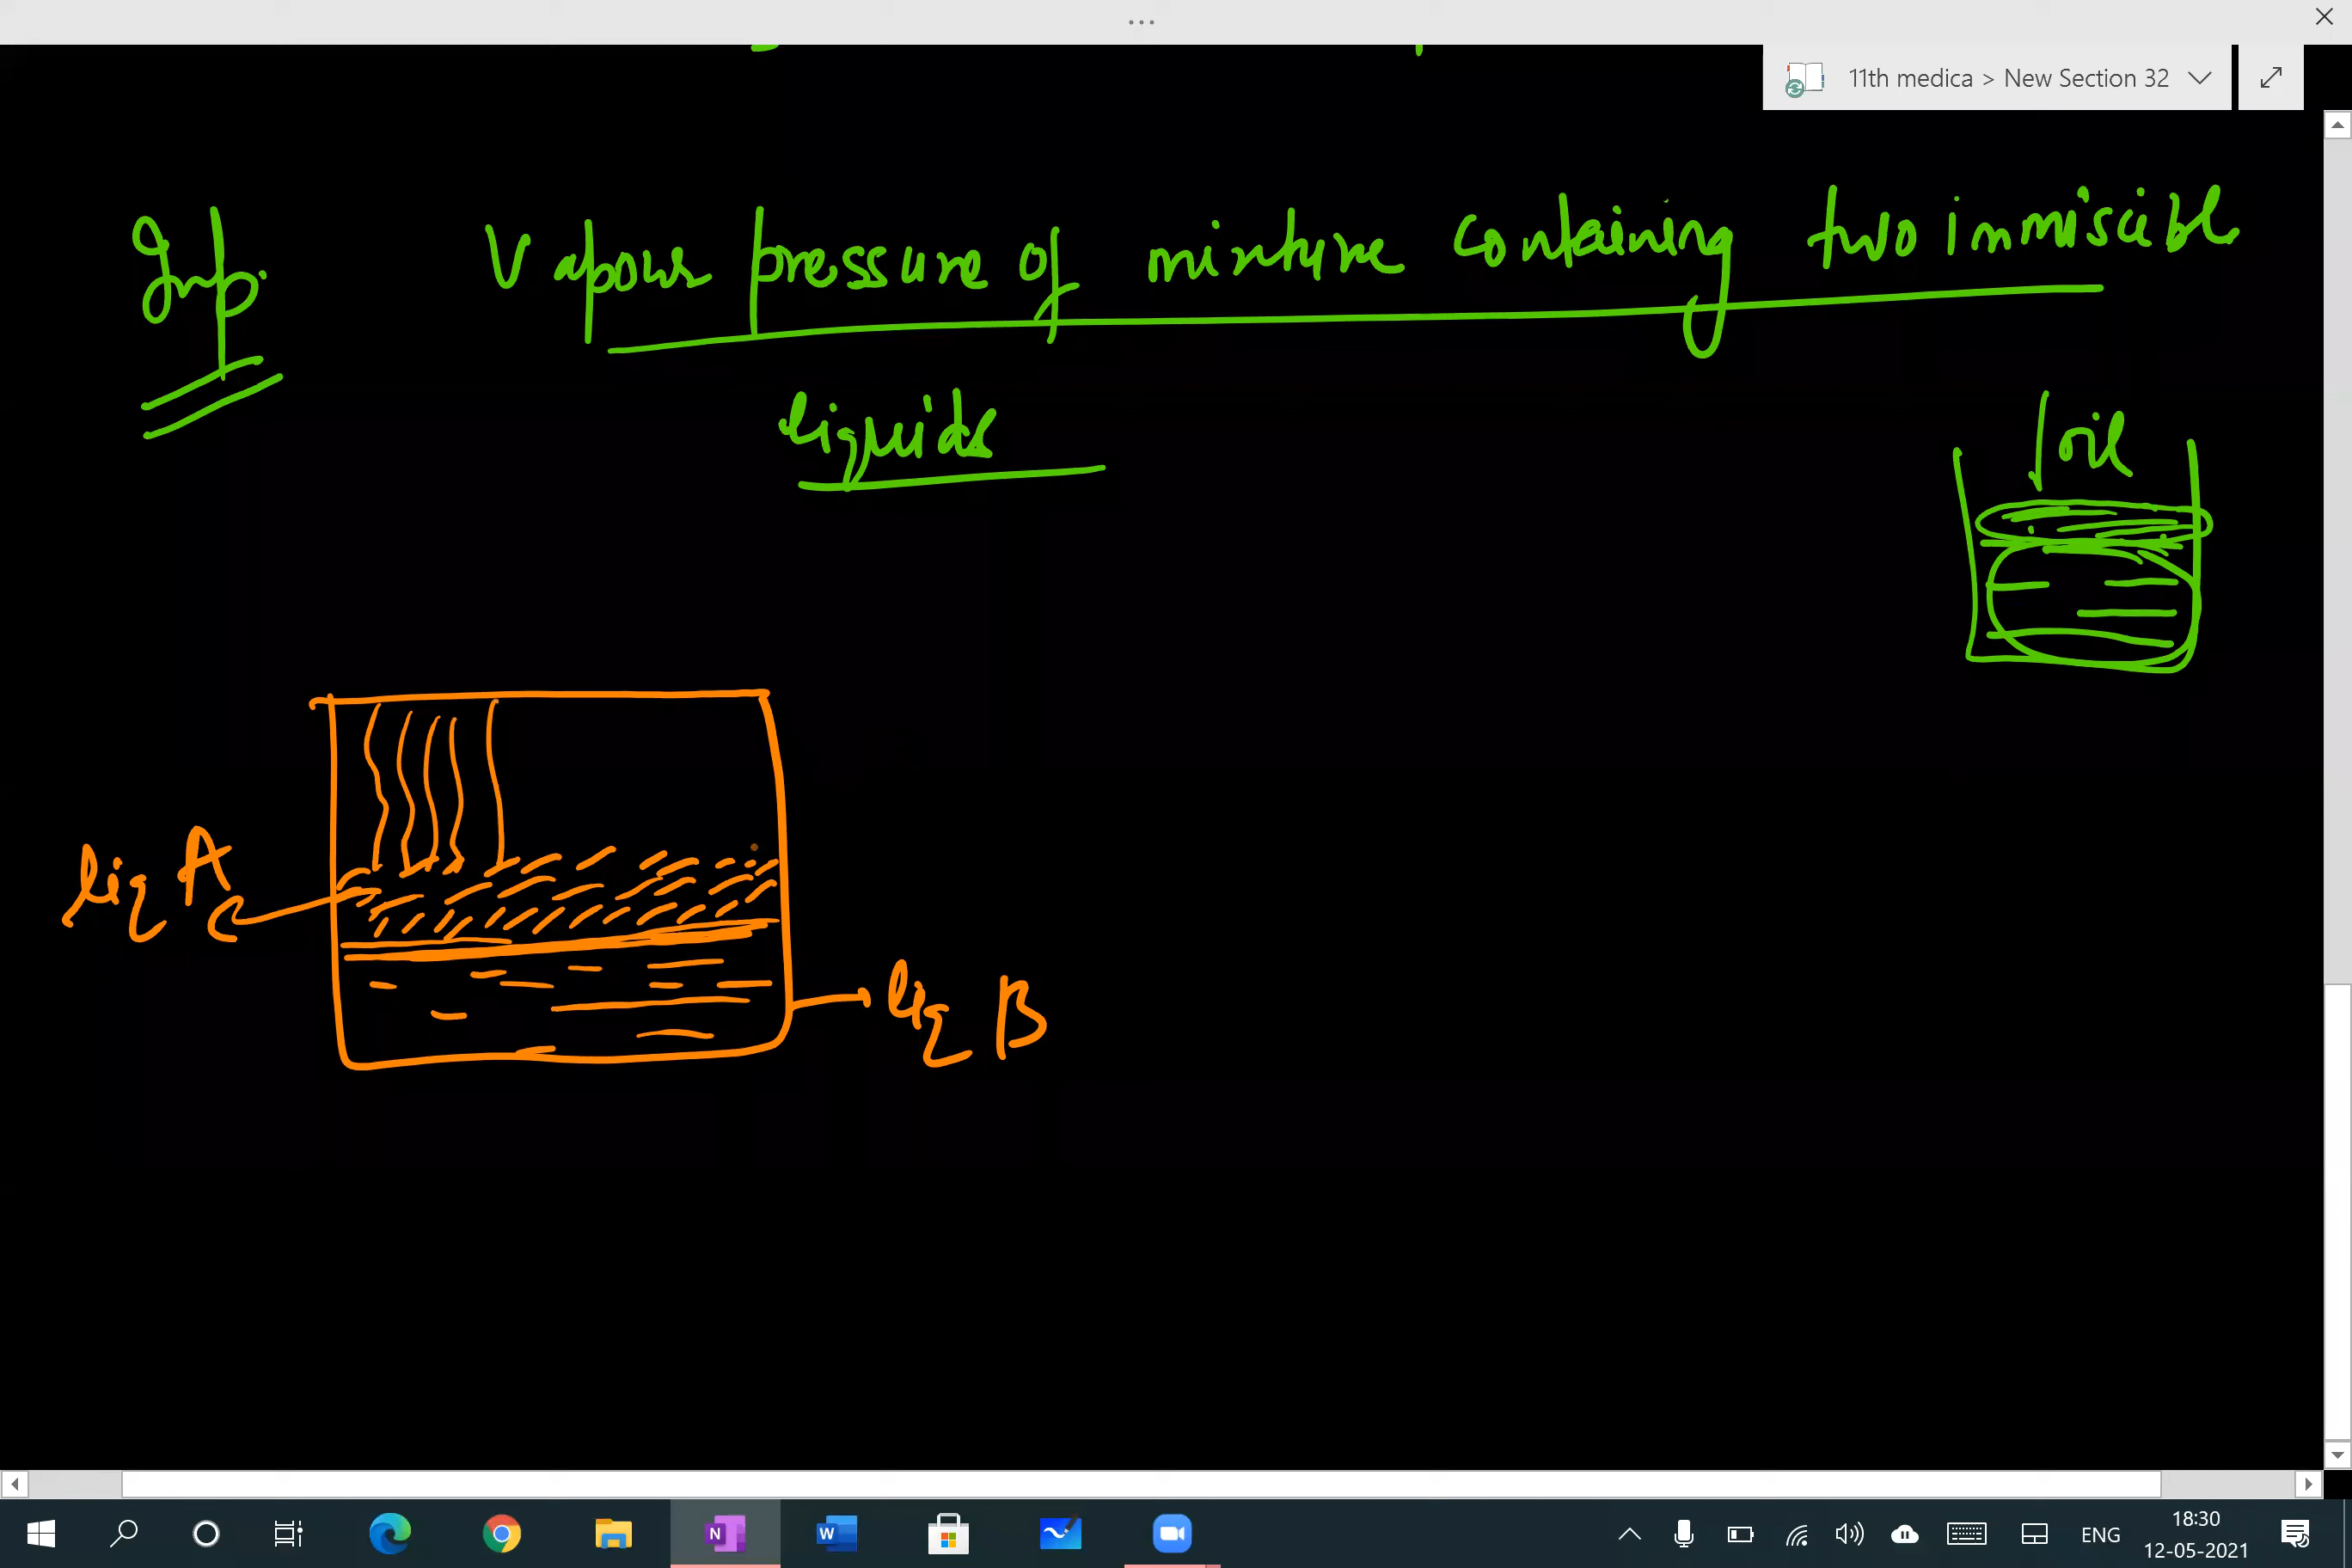 11th medica > New Section 32
Imp.
Vapour pressure of mixture containing two immiscible
liquids
oil
liq A
liq B
ENG
18:30
12-05-2021